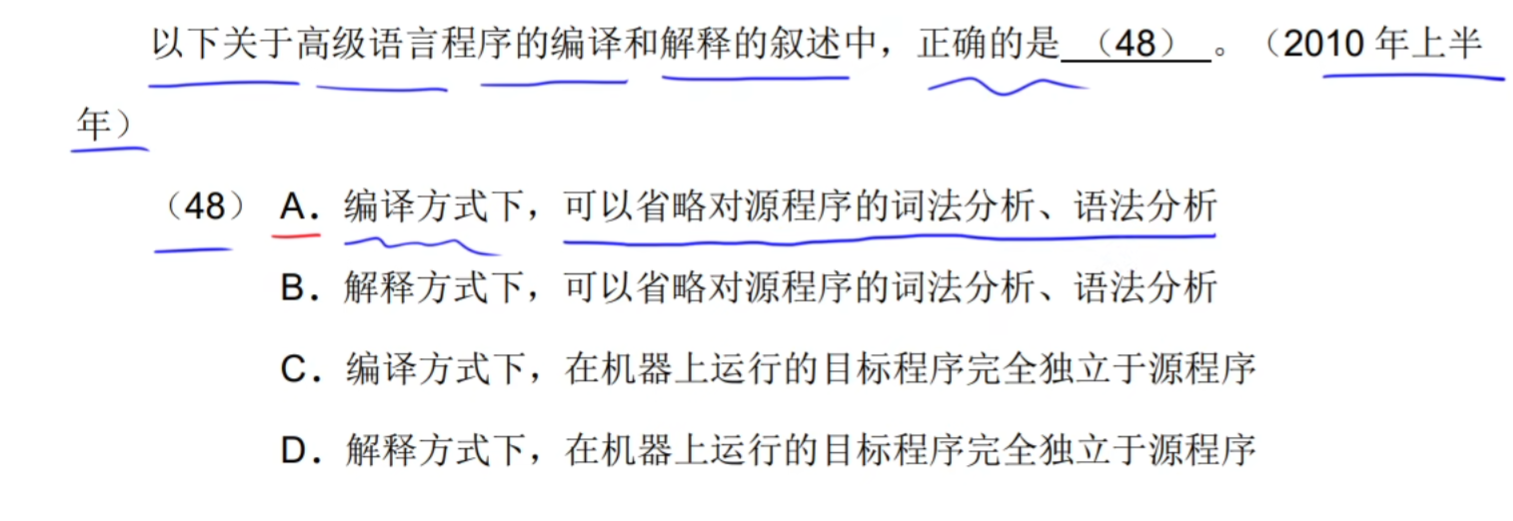 以下关于高级语言程序的编译和解释的叙述中，正确的是 （48） 。（2010 年上半
年）
（48） A． 编译方式下，可以省略对源程序的词法分析、语法分析
B．解释方式下，可以省略对源程序的词法分析、语法分析
C．编译方式下，在机器上运行的目标程序完全独立于源程序
D．解释方式下，在机器上运行的目标程序完全独立于源程序